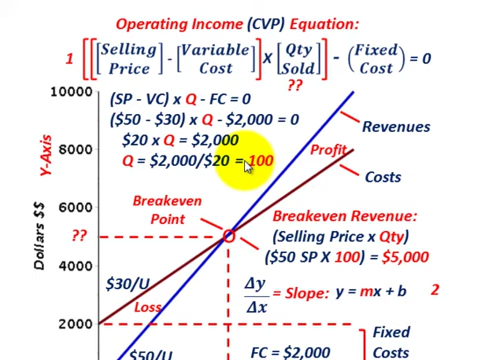 Operating Income (CVP) Equation:
1 [[[Selling Price] - [Variable Cost]] X [Qty Sold]] - (Fixed Cost) = 0
??
10000
(SP - VC) x Q - FC = 0
($50 - $30) x Q - $2,000 = 0
Revenues
$20 x Q = $2,000
Y-Axis
8000
Profit
Q = $2,000/$20 = 100
Costs
Breakeven
Point
6000
Breakeven Revenue:
??
(Selling Price x Qty)
Dollars $$
($50 SP X 100) = $5,000
4000
$30/U
Δy/Δx = Slope: y = mx + b 2
Loss
2000
Fixed
Costs
$50/U
FC = $2,000